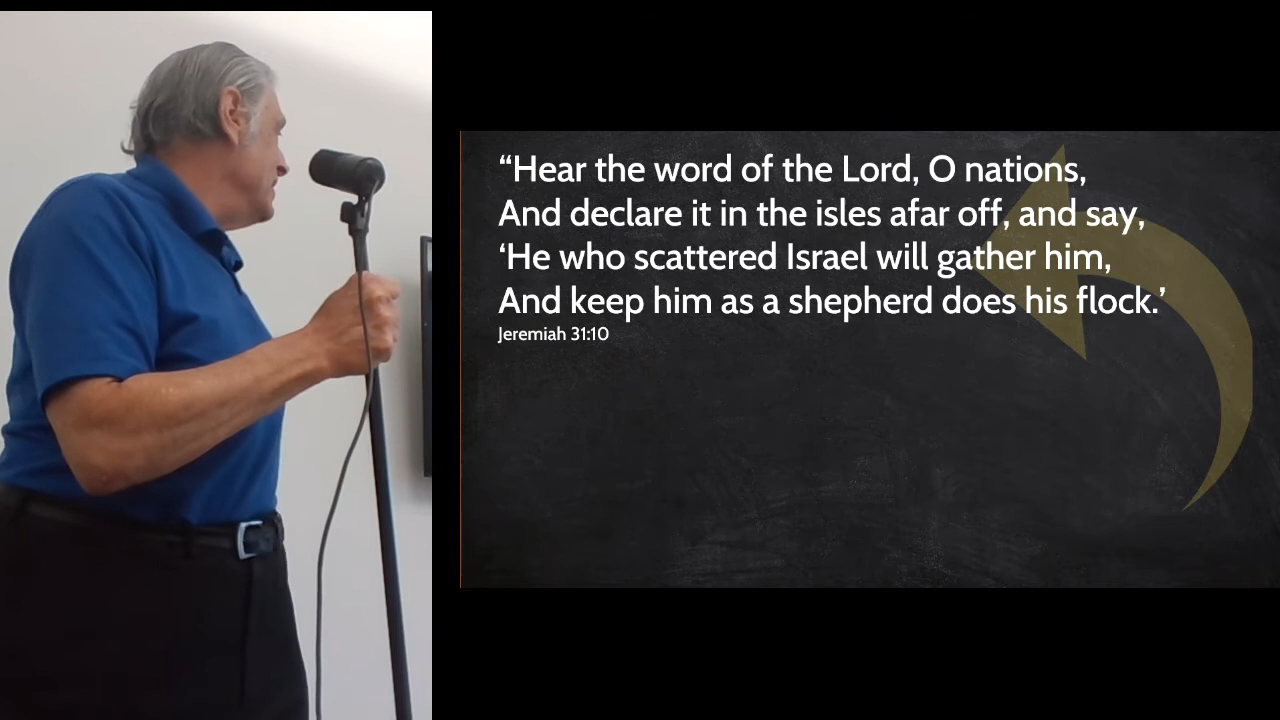 “Hear the word of the Lord, O nations,
And declare it in the isles afar off, and say,
‘He who scattered Israel will gather him,
And keep him as a shepherd does his flock.’
Jeremiah 31:10